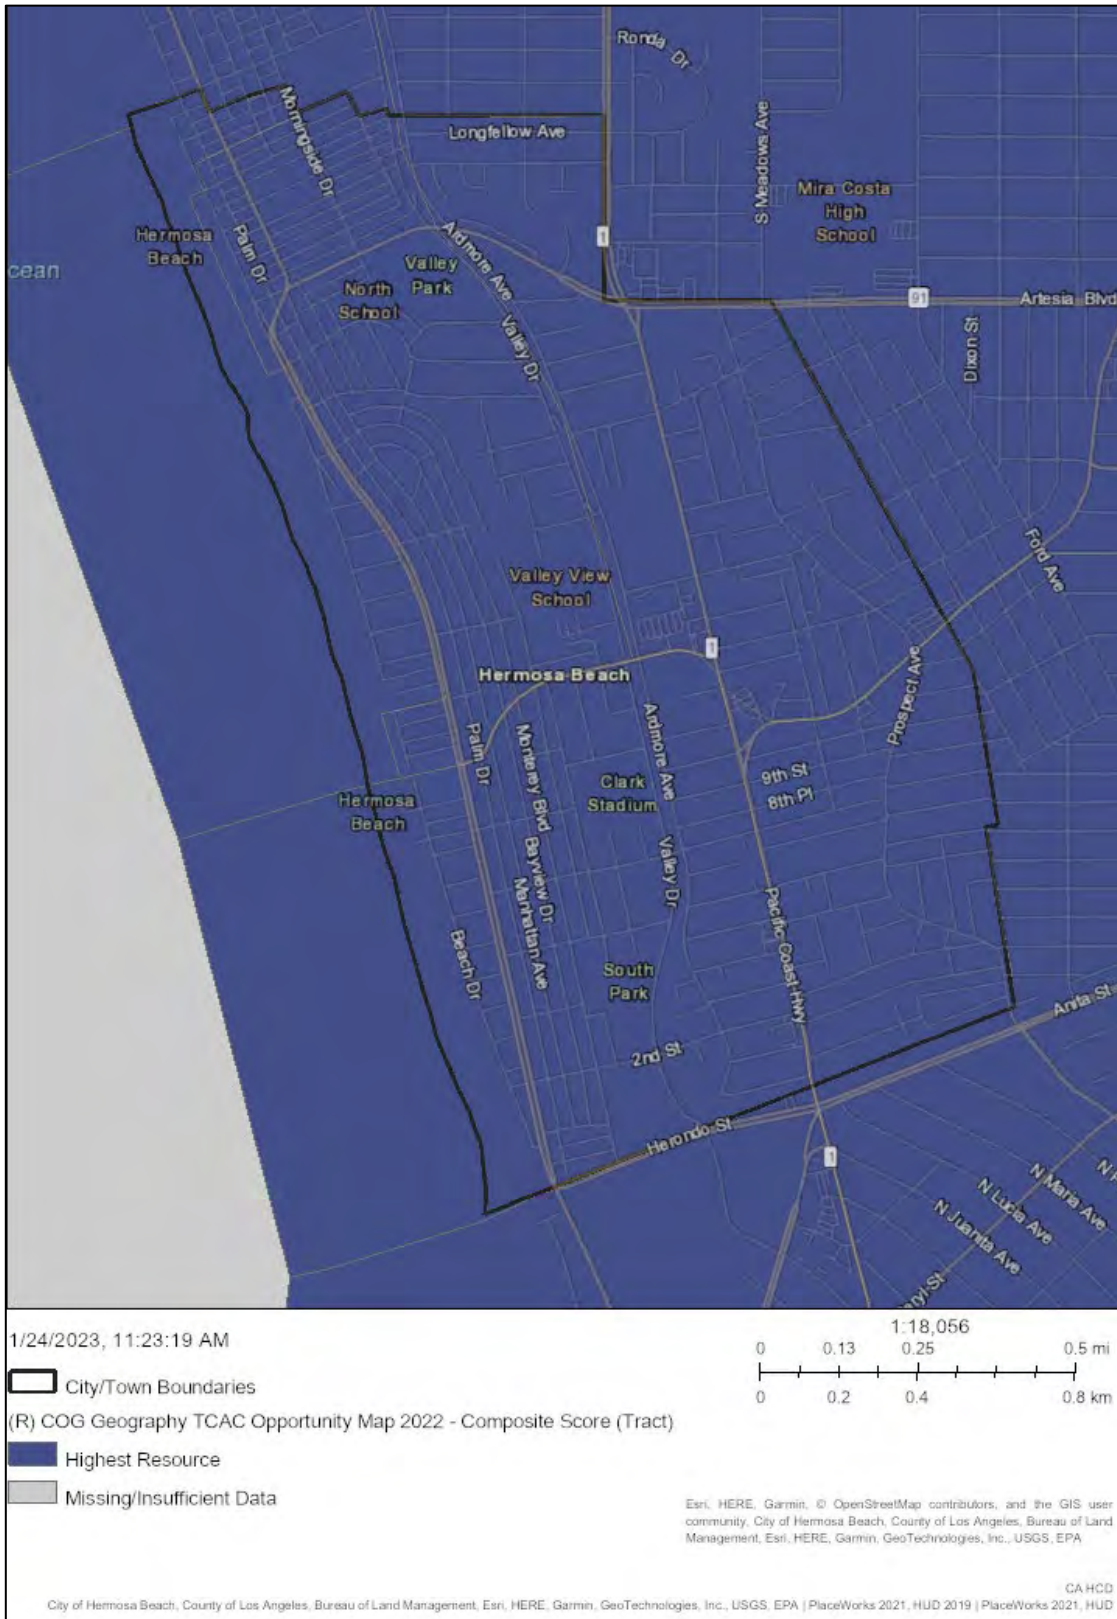 Ronda Dr
Morningside Dr
Longfellow Ave
S Meadows Ave
Mira Costa
High
School
Hermosa
Beach
cean
Palm Dr
1
Ardmore Ave
Valley
Park
North
School
91
Artesia Blvd
Valley Dr
Dixon St
Ford Ave
Valley View
School
1
Hermosa Beach
Prospect Ave
Ardmore Ave
Palm Dr
Monterey Blvd
9th St
8th Pl
Clark
Stadium
Hermosa
Beach
Bayview Dr
Valley Dr
Manhattan Ave
Pacific Coast Hwy
Beach Dr
South
Park
Anita St
2nd St
Herondo St
1
N Maria Ave
N Lucia Ave
N Juanita Ave
aryl St
1/24/2023, 11:23:19 AM
City/Town Boundaries
(R) COG Geography TCAC Opportunity Map 2022 - Composite Score (Tract)
Highest Resource
Missing/Insufficient Data
1:18,056
0 0.13 0.25 0.5 mi
0 0.2 0.4 0.8 km
Esri, HERE, Garmin, © OpenStreetMap contributors, and the GIS user
community, City of Hermosa Beach, County of Los Angeles, Bureau of Land
Management, Esri, HERE, Garmin, GeoTechnologies, Inc., USGS, EPA
CA HCD
City of Hermosa Beach, County of Los Angeles, Bureau of Land Management, Esri, HERE, Garmin, GeoTechnologies, Inc., USGS, EPA | PlaceWorks 2021, HUD 2019 | PlaceWorks 2021, HUD